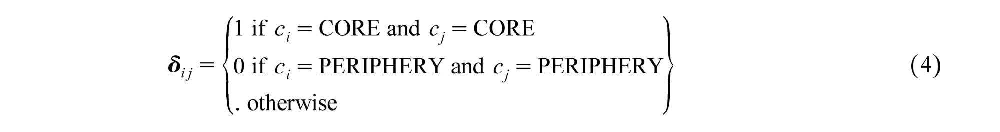 1 if cᵢ = CORE and cⱼ = CORE
δᵢⱼ = { 0 if cᵢ = PERIPHERY and cⱼ = PERIPHERY } (4)
. otherwise